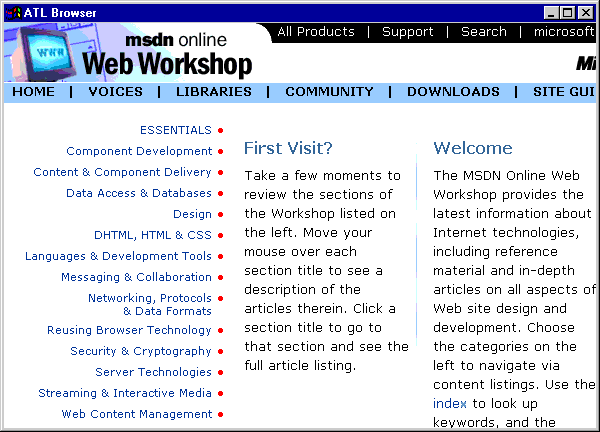 ATL Browser
All Products | Support | Search | microsoft
WWW
msdn online
Web Workshop
Mi
HOME | VOICES | LIBRARIES | COMMUNITY | DOWNLOADS | SITE GUI
ESSENTIALS
Component Development
Content & Component Delivery
Data Access & Databases
Design
DHTML, HTML & CSS
Languages & Development Tools
Messaging & Collaboration
Networking, Protocols
& Data Formats
Reusing Browser Technology
Security & Cryptography
Server Technologies
Streaming & Interactive Media
Web Content Management
First Visit?
Take a few moments to
review the sections of
the Workshop listed on
the left. Move your
mouse over each
section title to see a
description of the
articles therein. Click a
section title to go to
that section and see the
full article listing.
Welcome
The MSDN Online Web
Workshop provides the
latest information about
Internet technologies,
including reference
material and in-depth
articles on all aspects of
Web site design and
development. Choose
the categories on the
left to navigate via
content listings. Use the
index to look up
keywords, and the